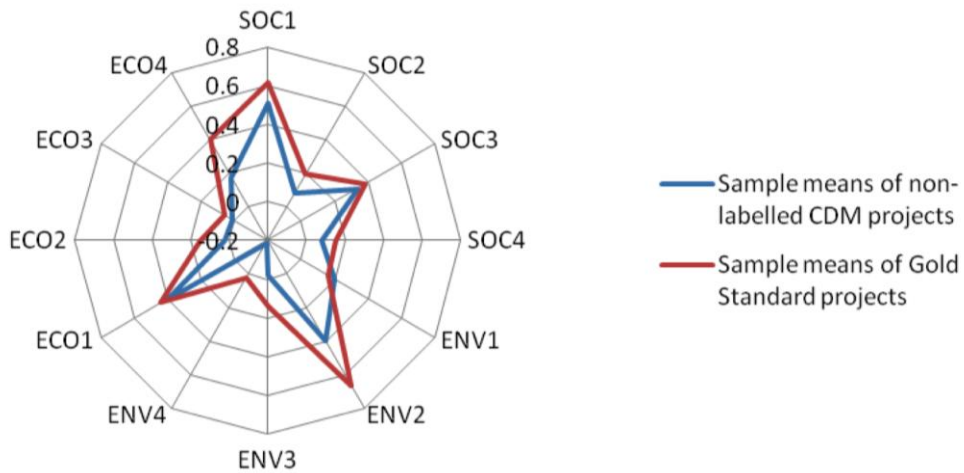 SOC1
0.8
ECO4
SOC2
0.6
0.4
ECO3
SOC3
0.2
0
Sample means of non-
labelled CDM projects
ECO2
-0.2
SOC4
Sample means of Gold
Standard projects
ECO1
ENV1
ENV4
ENV2
ENV3